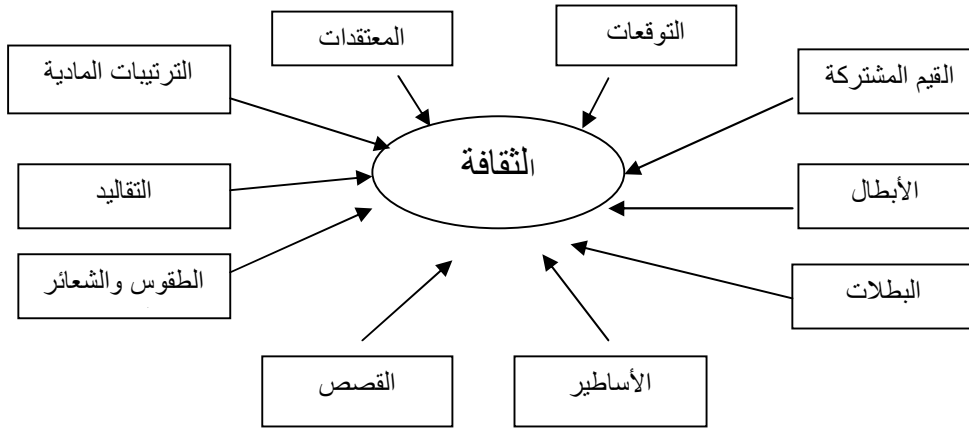 التوقعات
المعتقدات
القيم المشتركة
الترتيبات المادية
الثقافة
الأبطال
التقاليد
البطلات
الطقوس والشعائر
الأساطير
القصص